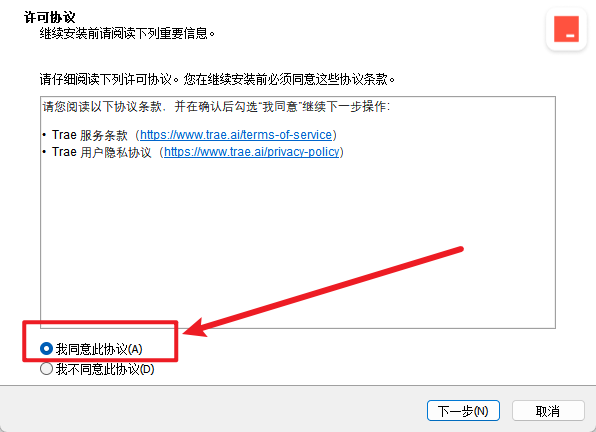 许可协议
继续安装前请阅读下列重要信息。
请仔细阅读下列许可协议。您在继续安装前必须同意这些协议条款。
请您阅读以下协议条款，并在确认后勾选“我同意”继续下一步操作:
• Trae 服务条款（https://www.trae.ai/terms-of-service）
• Trae 用户隐私协议（https://www.trae.ai/privacy-policy）
我同意此协议(A)
我不同意此协议(D)
下一步(N)
取消